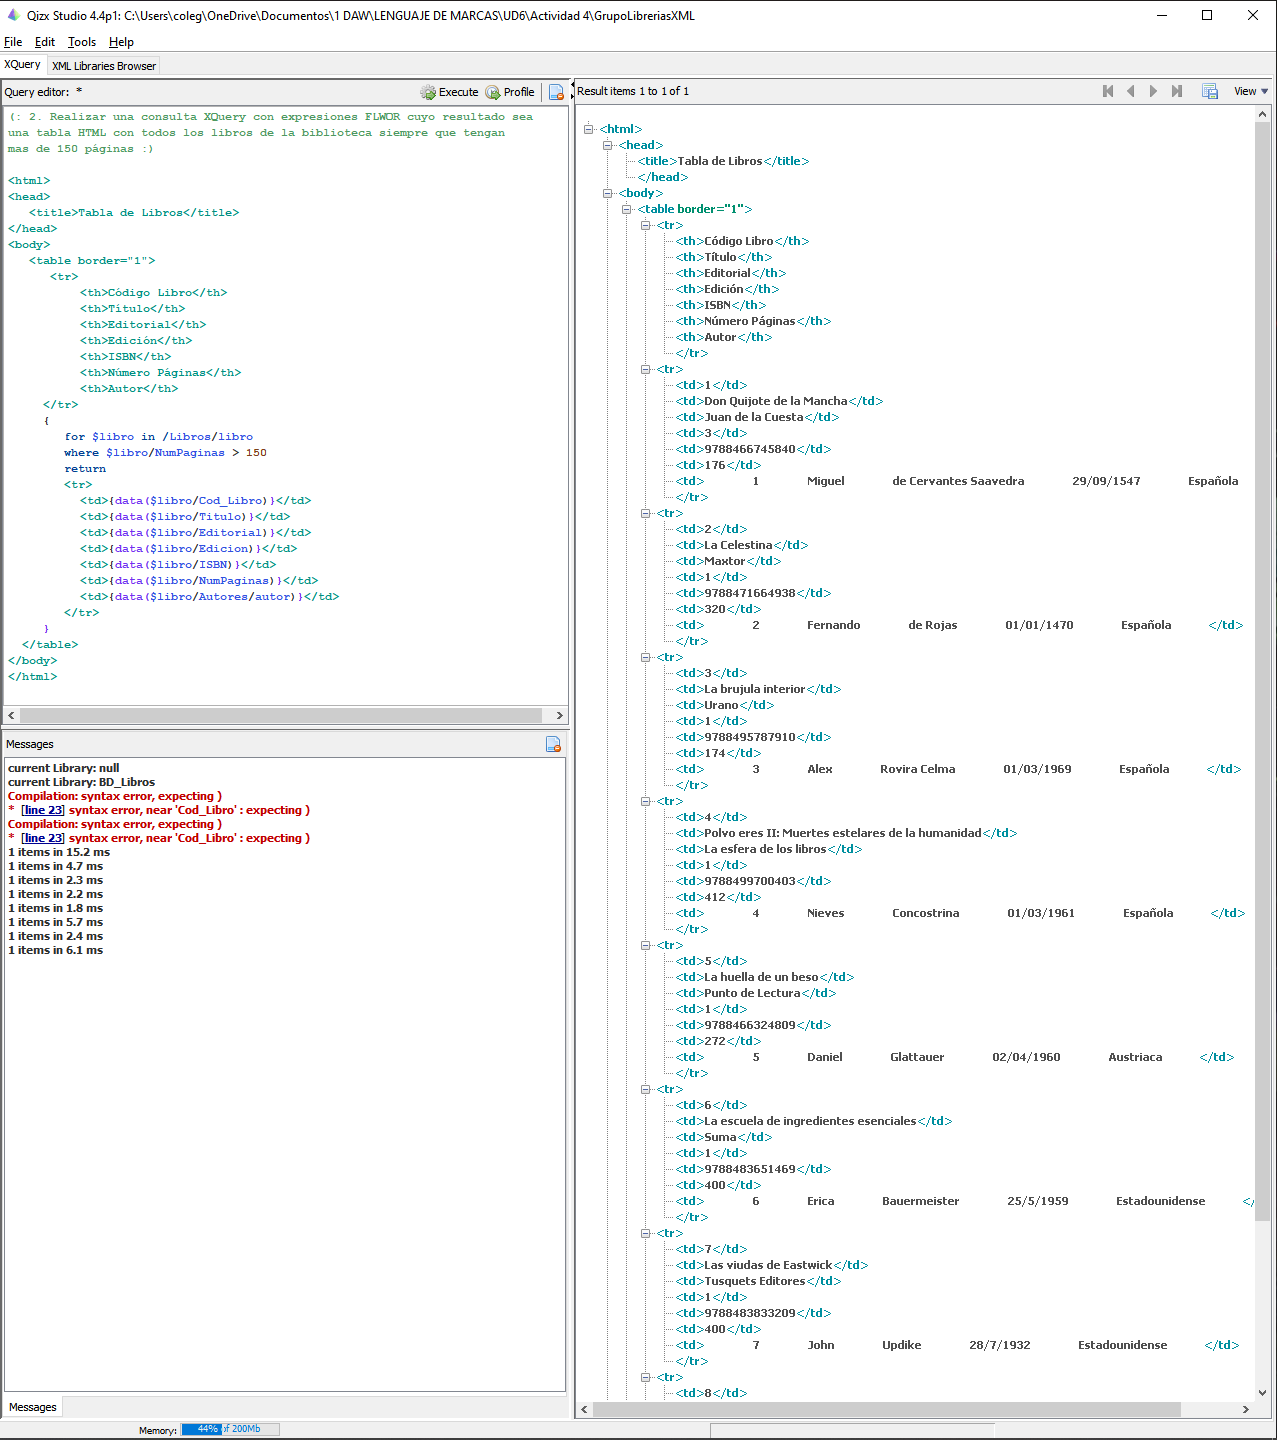 Qizx Studio 4.4p1: C:\Users\coleg\OneDrive\Documentos\1 DAW\LENGUAJE DE MARCAS\UD6\Actividad 4\GrupoLibreriasXML
File Edit Tools Help
XQuery XML Libraries Browser
Query editor: * Execute Profile
(: 2. Realizar una consulta XQuery con expresiones FLWOR cuyo resultado sea
una tabla HTML con todos los libros de la biblioteca siempre que tengan
mas de 150 páginas :)
<html>
<head>
<title>Tabla de Libros</title>
</head>
<body>
<table border="1">
<tr>
<th>Código Libro</th>
<th>Título</th>
<th>Editorial</th>
<th>Edición</th>
<th>ISBN</th>
<th>Número Páginas</th>
<th>Autor</th>
</tr>
{
for $libro in /Libros/libro
where $libro/NumPaginas > 150
return
<tr>
<td>{data($libro/Cod_Libro)}</td>
<td>{data($libro/Titulo)}</td>
<td>{data($libro/Editorial)}</td>
<td>{data($libro/Edicion)}</td>
<td>{data($libro/ISBN)}</td>
<td>{data($libro/NumPaginas)}</td>
<td>{data($libro/Autores/autor)}</td>
</tr>
}
</table>
</body>
</html>
Messages
current Library: null
current Library: BD_Libros
Compilation: syntax error, expecting )
* [line 23] syntax error, near 'Cod_Libro' : expecting )
Compilation: syntax error, expecting )
* [line 23] syntax error, near 'Cod_Libro' : expecting )
1 items in 15.2 ms
1 items in 4.7 ms
1 items in 2.3 ms
1 items in 2.2 ms
1 items in 1.8 ms
1 items in 5.7 ms
1 items in 2.4 ms
1 items in 6.1 ms
Messages
Result items 1 to 1 of 1 View
<html>
<head>
<title>Tabla de Libros</title>
</head>
<body>
<table border="1">
<tr>
<th>Código Libro</th>
<th>Título</th>
<th>Editorial</th>
<th>Edición</th>
<th>ISBN</th>
<th>Número Páginas</th>
<th>Autor</th>
</tr>
<tr>
<td>1</td>
<td>Don Quijote de la Mancha</td>
<td>Juan de la Cuesta</td>
<td>3</td>
<td>9788466745840</td>
<td>176</td>
<td> 1 Miguel de Cervantes Saavedra 29/09/1547 Española
</tr>
<tr>
<td>2</td>
<td>La Celestina</td>
<td>Maxtor</td>
<td>1</td>
<td>9788471664938</td>
<td>320</td>
<td> 2 Fernando de Rojas 01/01/1470 Española </td>
</tr>
<tr>
<td>3</td>
<td>La brujula interior</td>
<td>Urano</td>
<td>1</td>
<td>9788495787910</td>
<td>174</td>
<td> 3 Alex Rovira Celma 01/03/1969 Española </td>
</tr>
<tr>
<td>4</td>
<td>Polvo eres II: Muertes estelares de la humanidad</td>
<td>La esfera de los libros</td>
<td>1</td>
<td>9788499700403</td>
<td>412</td>
<td> 4 Nieves Concostrina 01/03/1961 Española </td>
</tr>
<tr>
<td>5</td>
<td>La huella de un beso</td>
<td>Punto de Lectura</td>
<td>1</td>
<td>9788466324809</td>
<td>272</td>
<td> 5 Daniel Glattauer 02/04/1960 Austriaca </td>
</tr>
<tr>
<td>6</td>
<td>La escuela de ingredientes esenciales</td>
<td>Suma</td>
<td>1</td>
<td>9788483651469</td>
<td>400</td>
<td> 6 Erica Bauermeister 25/5/1959 Estadounidense </
</tr>
<tr>
<td>7</td>
<td>Las viudas de Eastwick</td>
<td>Tusquets Editores</td>
<td>1</td>
<td>9788483833209</td>
<td>400</td>
<td> 7 John Updike 28/7/1932 Estadounidense </td>
</tr>
<tr>
<td>8</td>
Memory: 44% of 200Mb